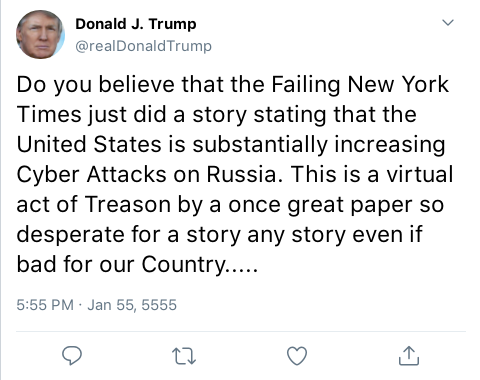 Donald J. Trump
@realDonaldTrump
Do you believe that the Failing New York
Times just did a story stating that the
United States is substantially increasing
Cyber Attacks on Russia. This is a virtual
act of Treason by a once great paper so
desperate for a story any story even if
bad for our Country.....
5:55 PM · Jan 55, 5555